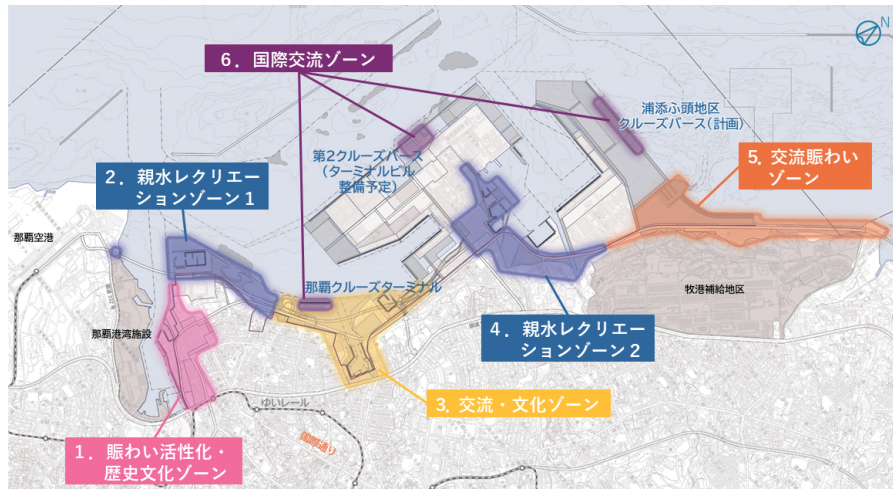 N
6．国際交流ゾーン
浦添ふ頭地区
クルーズバース(計画)
第2クルーズバース
（ターミナルビル
整備予定）
5．交流賑わい
ゾーン
2．親水レクリエー
ションゾーン1
那覇空港
那覇クルーズターミナル
牧港補給地区
那覇港湾施設
4．親水レクリエー
ションゾーン2
3．交流・文化ゾーン
ゆいレール
国際通り
1．賑わい活性化・
歴史文化ゾーン